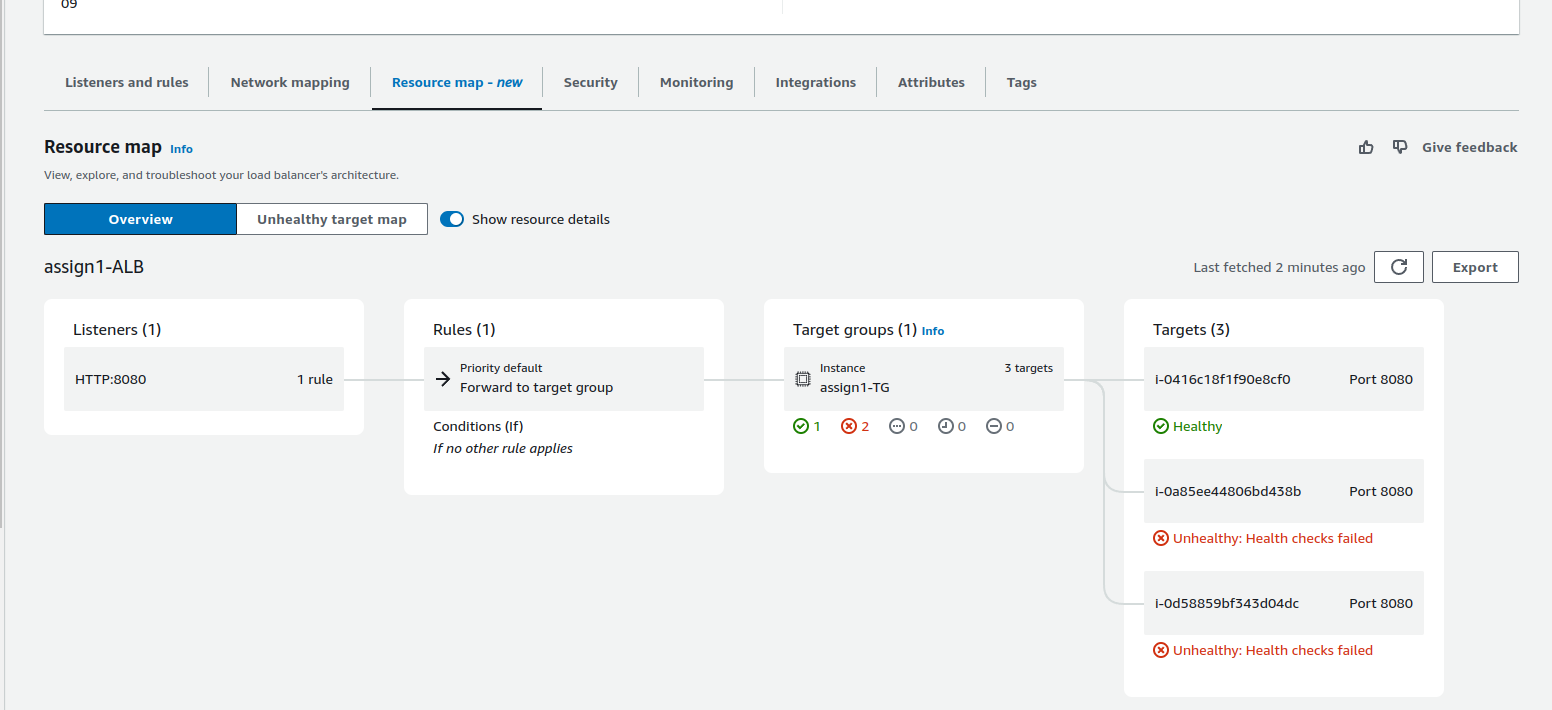 09
Listeners and rules
Network mapping
Resource map - new
Security
Monitoring
Integrations
Attributes
Tags
Resource map Info
Give feedback
View, explore, and troubleshoot your load balancer's architecture.
Overview
Unhealthy target map
Show resource details
assign1-ALB
Last fetched 2 minutes ago
Export
Listeners (1)
HTTP:8080 1 rule
Rules (1)
Priority default
Forward to target group
Conditions (If)
If no other rule applies
Target groups (1) Info
Instance 3 targets
assign1-TG
1 2 0 0 0
Targets (3)
i-0416c18f1f90e8cf0 Port 8080
Healthy
i-0a85ee44806bd438b Port 8080
Unhealthy: Health checks failed
i-0d58859bf343d04dc Port 8080
Unhealthy: Health checks failed